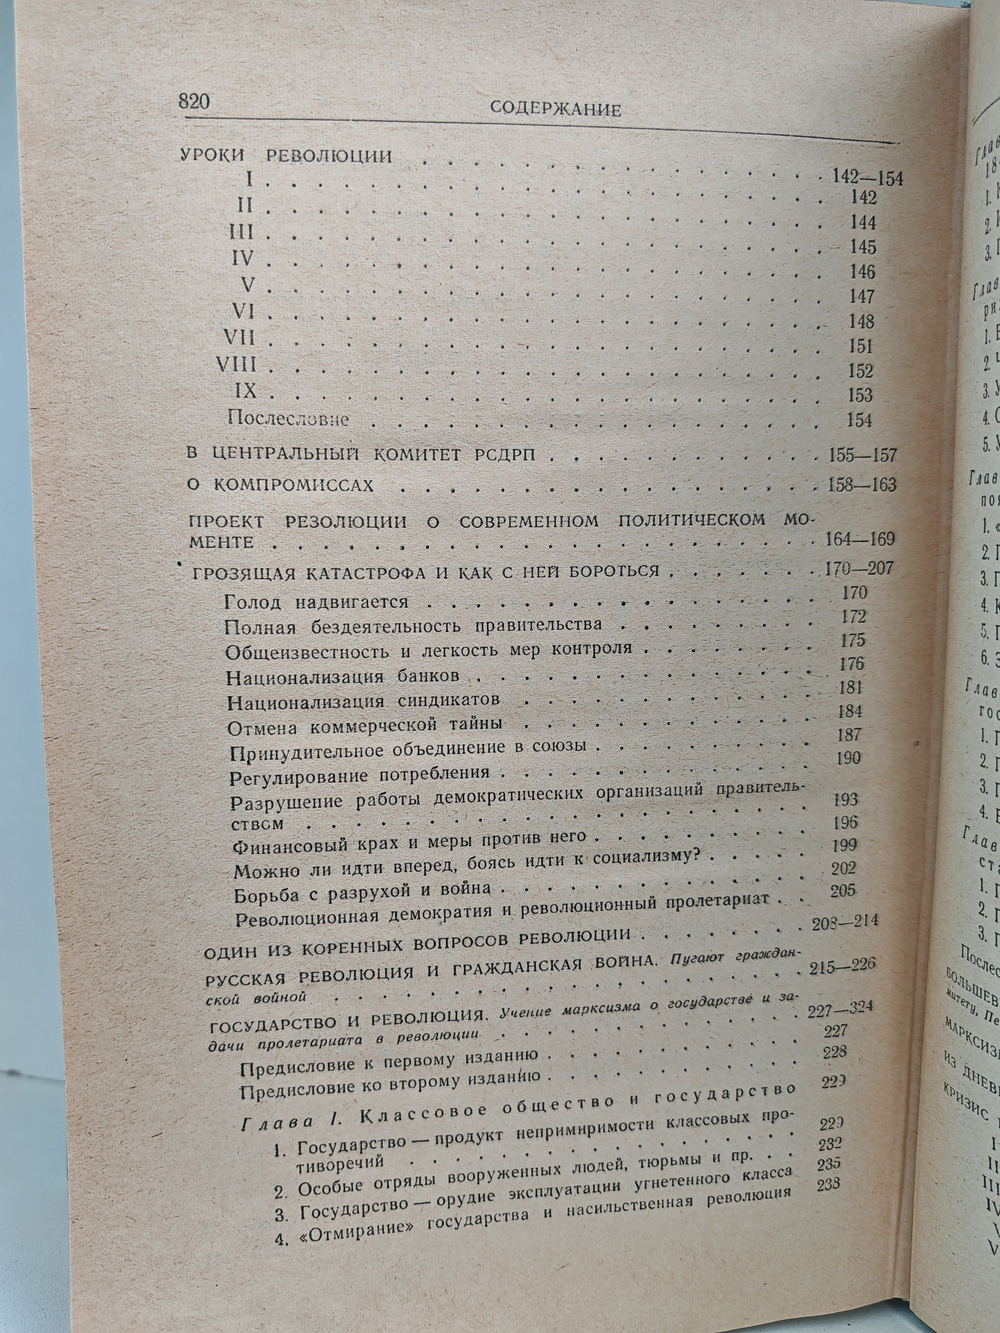 820 СОДЕРЖАНИЕ
УРОКИ РЕВОЛЮЦИИ . . . . . . . . . . . . . . . 142—154
I . . . . . . . . . . . . . . . . . . . . . 142
II . . . . . . . . . . . . . . . . . . . . . 144
III . . . . . . . . . . . . . . . . . . . . . 145
IV . . . . . . . . . . . . . . . . . . . . . 146
V . . . . . . . . . . . . . . . . . . . . . 147
VI . . . . . . . . . . . . . . . . . . . . . 148
VII . . . . . . . . . . . . . . . . . . . . . 151
VIII . . . . . . . . . . . . . . . . . . . . . 152
IX . . . . . . . . . . . . . . . . . . . . . 153
Послесловие . . . . . . . . . . . . . . . . . 154
В ЦЕНТРАЛЬНЫЙ КОМИТЕТ РСДРП . . . . . . . . . . 155—157
О КОМПРОМИССАХ . . . . . . . . . . . . . . . . 158—163
ПРОЕКТ РЕЗОЛЮЦИИ О СОВРЕМЕННОМ ПОЛИТИЧЕСКОМ МО-
МЕНТЕ . . . . . . . . . . . . . . . . . . . . 164—169
ГРОЗЯЩАЯ КАТАСТРОФА И КАК С НЕЙ БОРОТЬСЯ . . . . . . 170—207
Голод надвигается . . . . . . . . . . . . . . . 170
Полная бездеятельность правительства . . . . . . . . 172
Общеизвестность и легкость мер контроля . . . . . . . 175
Национализация банков . . . . . . . . . . . . . 176
Национализация синдикатов . . . . . . . . . . . . 181
Отмена коммерческой тайны . . . . . . . . . . . . 184
Принудительное объединение в союзы . . . . . . . . . 187
Регулирование потребления . . . . . . . . . . . . 190
Разрушение работы демократических организаций правитель-
ством . . . . . . . . . . . . . . . . . . . 193
Финансовый крах и меры против него . . . . . . . . . 196
Можно ли идти вперед, боясь идти к социализму? . . . . . 199
Борьба с разрухой и война . . . . . . . . . . . . 202
Революционная демократия и революционный пролетариат . . 205
ОДИН ИЗ КОРЕННЫХ ВОПРОСОВ РЕВОЛЮЦИИ . . . . . . . 208—214
РУССКАЯ РЕВОЛЮЦИЯ И ГРАЖДАНСКАЯ ВОЙНА. Пугают граждан-
ской войной . . . . . . . . . . . . . . . . . 215—226
ГОСУДАРСТВО И РЕВОЛЮЦИЯ. Учение марксизма о государстве и за-
дачи пролетариата в революции . . . . . . . . . . . 227—324
Предисловие к первому изданию . . . . . . . . . . 227
Предисловие ко второму изданию . . . . . . . . . . 228
Глава I. Классовое общество и государство 229
1. Государство — продукт непримиримости классовых про-
тиворечий . . . . . . . . . . . . . . . . 229
2. Особые отряды вооруженных людей, тюрьмы и пр. . . . 232
3. Государство — орудие эксплуатации угнетенного класса 235
4. «Отмирание» государства и насильственная революция 238